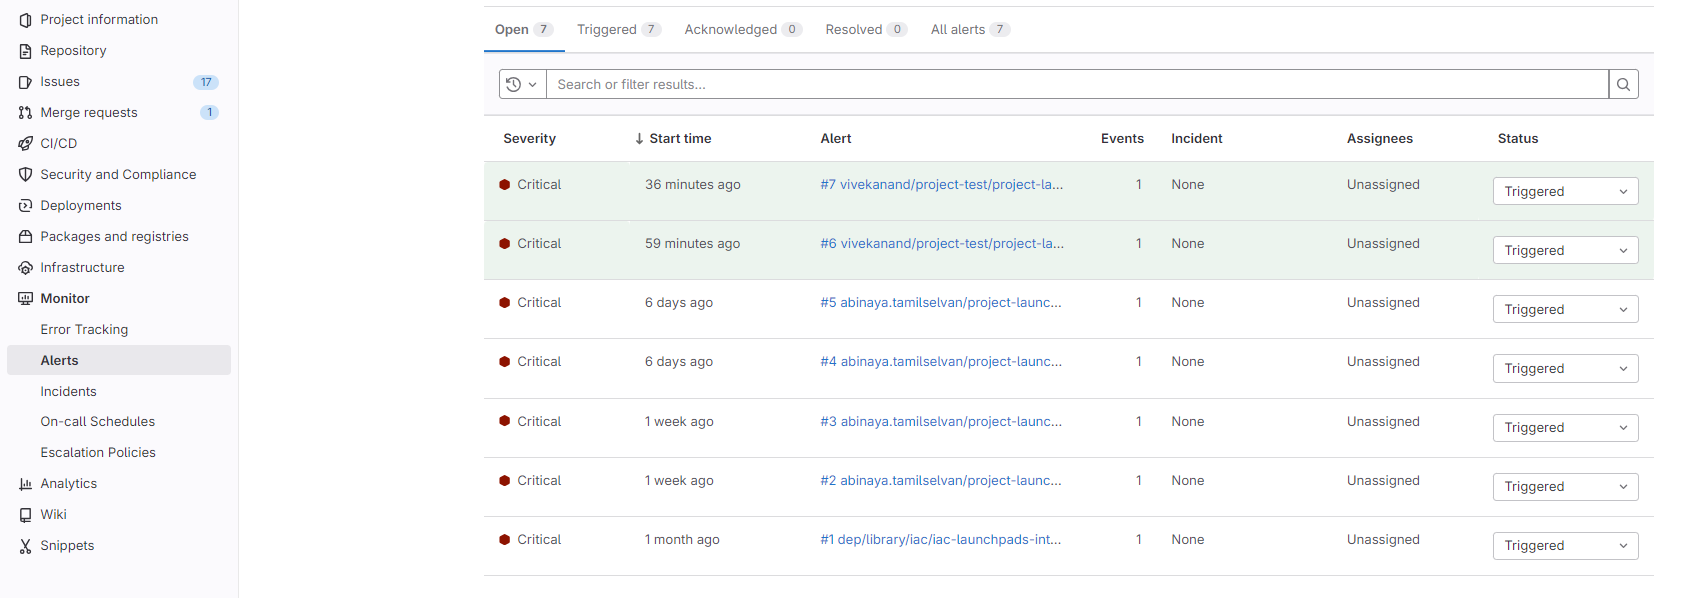 Project information
Repository
Issues 17
Merge requests 1
CI/CD
Security and Compliance
Deployments
Packages and registries
Infrastructure
Monitor
Error Tracking
Alerts
Incidents
On-call Schedules
Escalation Policies
Analytics
Wiki
Snippets
Open 7 Triggered 7 Acknowledged 0 Resolved 0 All alerts 7
Search or filter results...
Severity ↓ Start time Alert Events Incident Assignees Status
Critical 36 minutes ago #7 vivekanand/project-test/project-la... 1 None Unassigned Triggered
Critical 59 minutes ago #6 vivekanand/project-test/project-la... 1 None Unassigned Triggered
Critical 6 days ago #5 abinaya.tamilselvan/project-launc... 1 None Unassigned Triggered
Critical 6 days ago #4 abinaya.tamilselvan/project-launc... 1 None Unassigned Triggered
Critical 1 week ago #3 abinaya.tamilselvan/project-launc... 1 None Unassigned Triggered
Critical 1 week ago #2 abinaya.tamilselvan/project-launc... 1 None Unassigned Triggered
Critical 1 month ago #1 dep/library/iac/iac-launchpads-int... 1 None Unassigned Triggered